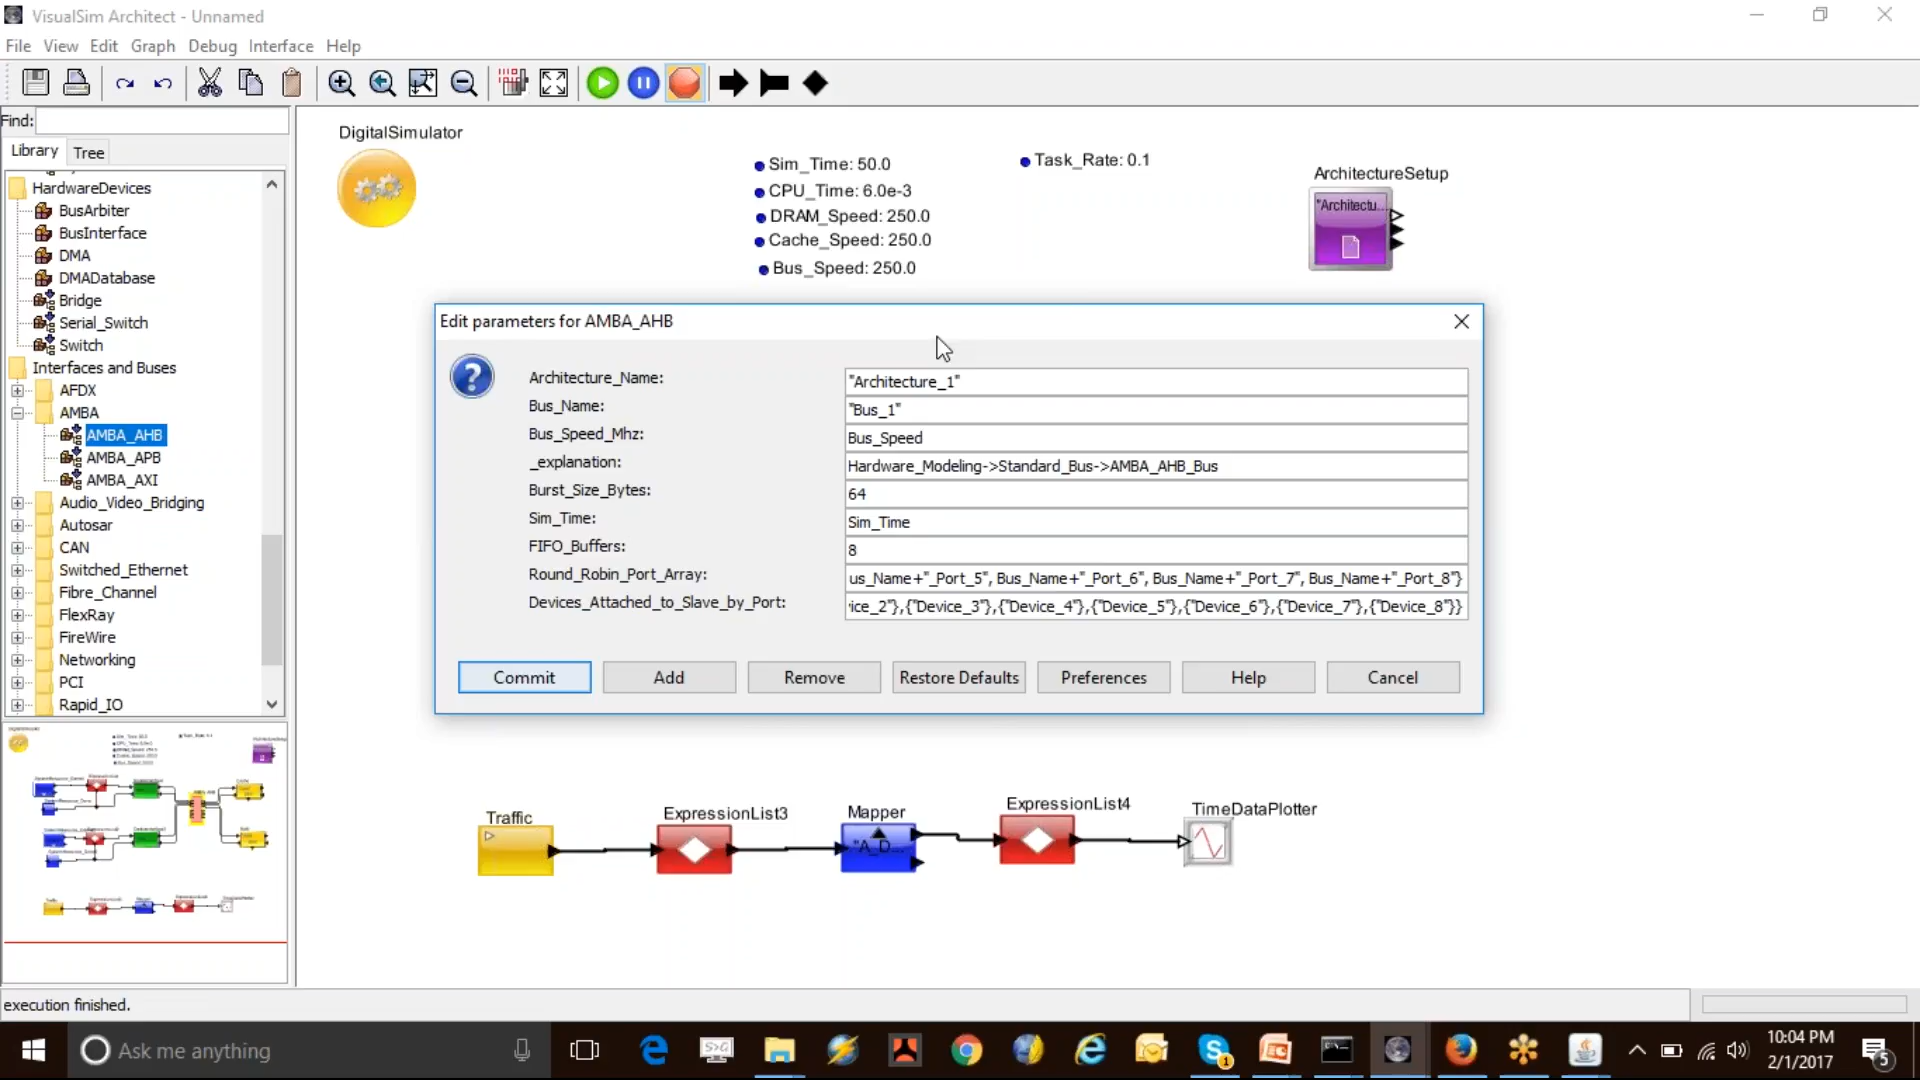 VisualSim Architect - Unnamed
File View Edit Graph Debug Interface Help
Find:
Library Tree
HardwareDevices
BusArbiter
BusInterface
DMA
DMADatabase
Bridge
Serial_Switch
Switch
Interfaces and Buses
AFDX
AMBA
AMBA_AHB
AMBA_APB
AMBA_AXI
Audio_Video_Bridging
Autosar
CAN
Switched_Ethernet
Fibre_Channel
FlexRay
FireWire
Networking
PCI
Rapid_IO
DigitalSimulator
Sim_Time: 50.0
CPU_Time: 6.0e-3
DRAM_Speed: 250.0
Cache_Speed: 250.0
Bus_Speed: 250.0
Task_Rate: 0.1
ArchitectureSetup
"Architectu...
Edit parameters for AMBA_AHB
Architecture_Name: "Architecture_1"
Bus_Name: "Bus_1"
Bus_Speed_Mhz: Bus_Speed
_explanation: Hardware_Modeling->Standard_Bus->AMBA_AHB_Bus
Burst_Size_Bytes: 64
Sim_Time: Sim_Time
FIFO_Buffers: 8
Round_Robin_Port_Array: us_Name+"_Port_5", Bus_Name+"_Port_6", Bus_Name+"_Port_7", Bus_Name+"_Port_8"}
Devices_Attached_to_Slave_by_Port: ice_2"},{"Device_3"},{"Device_4"},{"Device_5"},{"Device_6"},{"Device_7"},{"Device_8"}}
Commit Add Remove Restore Defaults Preferences Help Cancel
Traffic ExpressionList3 Mapper ExpressionList4 TimeDataPlotter
"A_D...
execution finished.
Ask me anything
10:04 PM
2/1/2017
5